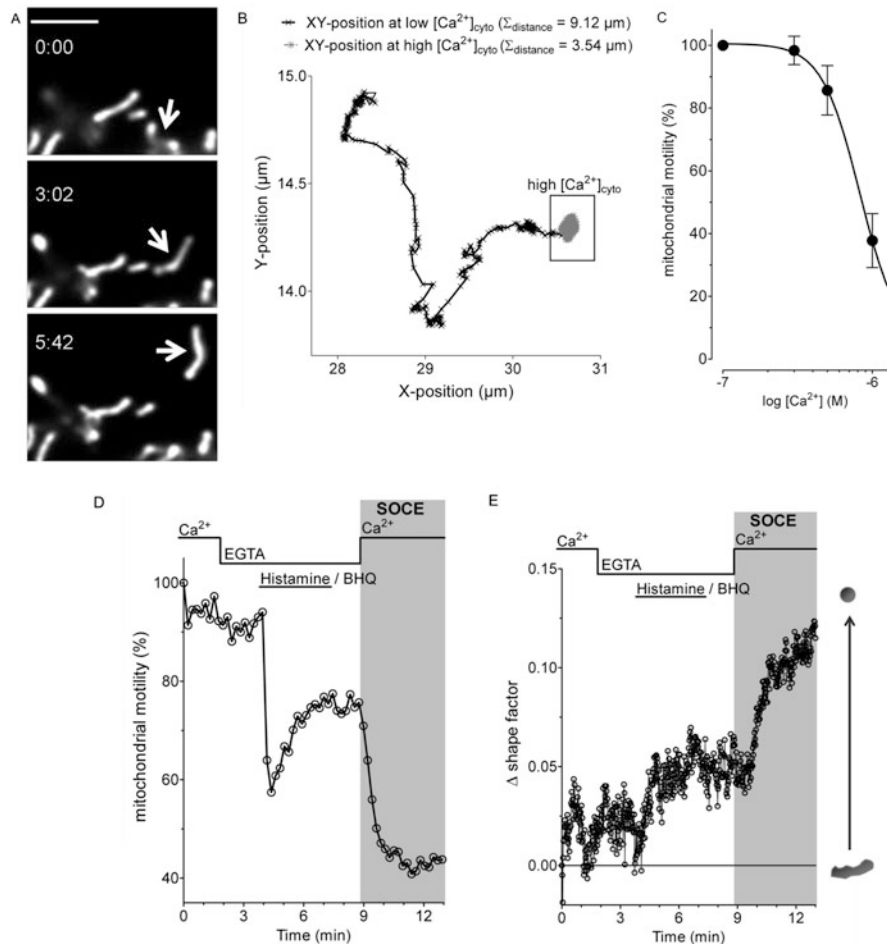 A
0:00
3:02
5:42
B
XY-position at low [Ca²⁺]cyto (Σdistance = 9.12 µm)
XY-position at high [Ca²⁺]cyto (Σdistance = 3.54 µm)
15.0
14.5
14.0
Y-position (µm)
high [Ca²⁺]cyto
28 29 30 31
X-position (µm)
C
100
80
60
40
20
0
mitochondrial motility (%)
-7 -6
log [Ca²⁺] (M)
D
SOCE
Ca²⁺ Ca²⁺
EGTA
Histamine / BHQ
100
80
60
40
mitochondrial motility (%)
0 3 6 9 12
Time (min)
E
SOCE
Ca²⁺ Ca²⁺
EGTA
Histamine / BHQ
0.15
0.10
0.05
0.00
Δ shape factor
0 3 6 9 12
Time (min)